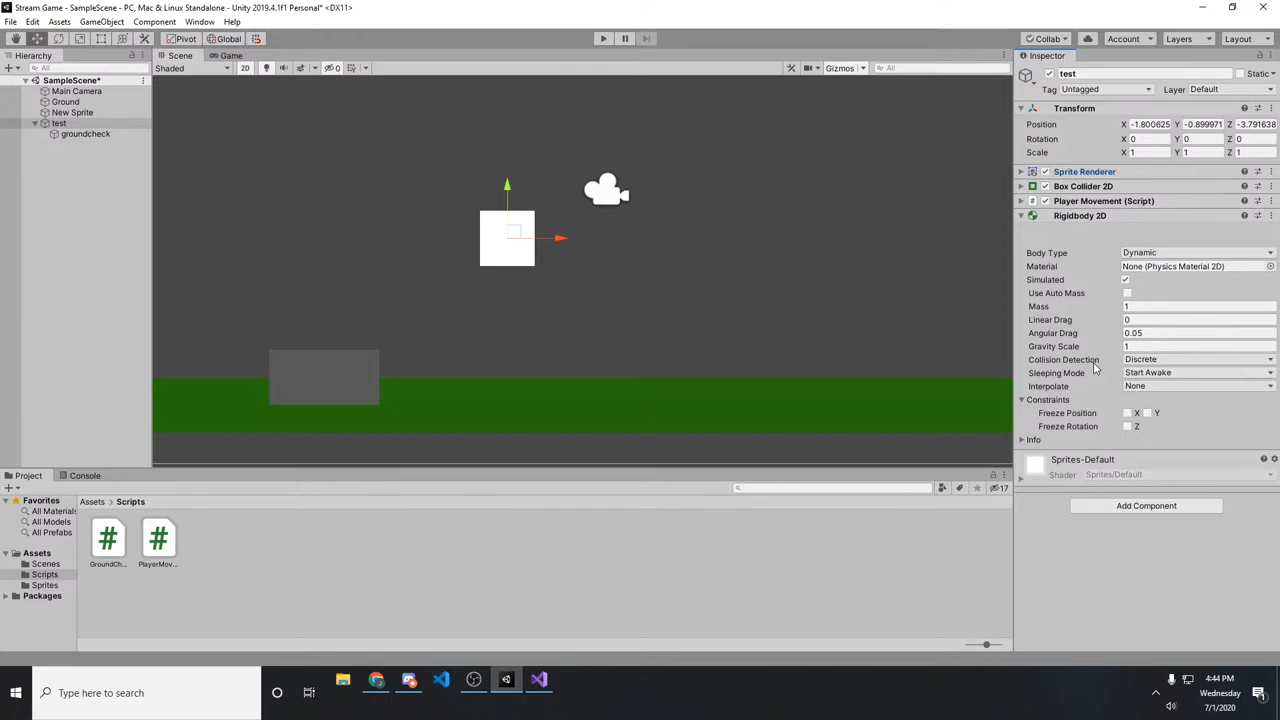 Stream Game - SampleScene - PC, Mac & Linux Standalone - Unity 2019.4.1f1 Personal* <DX11>
File Edit Assets GameObject Component Window Help
Pivot Global Collab Account Layers Layout
Hierarchy
All
SampleScene*
Main Camera
Ground
New Sprite
test
groundcheck
Scene Game
Shaded 2D 0 Gizmos All
Inspector
test Static
Tag Untagged Layer Default
Transform
Position X -1.800625 Y -0.899971 Z -3.791638
Rotation X 0 Y 0 Z 0
Scale X 1 Y 1 Z 1
Sprite Renderer
Box Collider 2D
# Player Movement (Script)
Rigidbody 2D
Body Type Dynamic
Material None (Physics Material 2D)
Simulated
Use Auto Mass
Mass 1
Linear Drag 0
Angular Drag 0.05
Gravity Scale 1
Collision Detection Discrete
Sleeping Mode Start Awake
Interpolate None
Constraints
Freeze Position X Y
Freeze Rotation Z
Info
Sprites-Default
Shader Sprites/Default
Add Component
Project Console
17
Favorites
All Materials
All Models
All Prefabs
Assets
Scenes
Scripts
Sprites
Packages
Assets > Scripts
# #
GroundCh... PlayerMov...
Type here to search
4:44 PM
Wednesday
7/1/2020